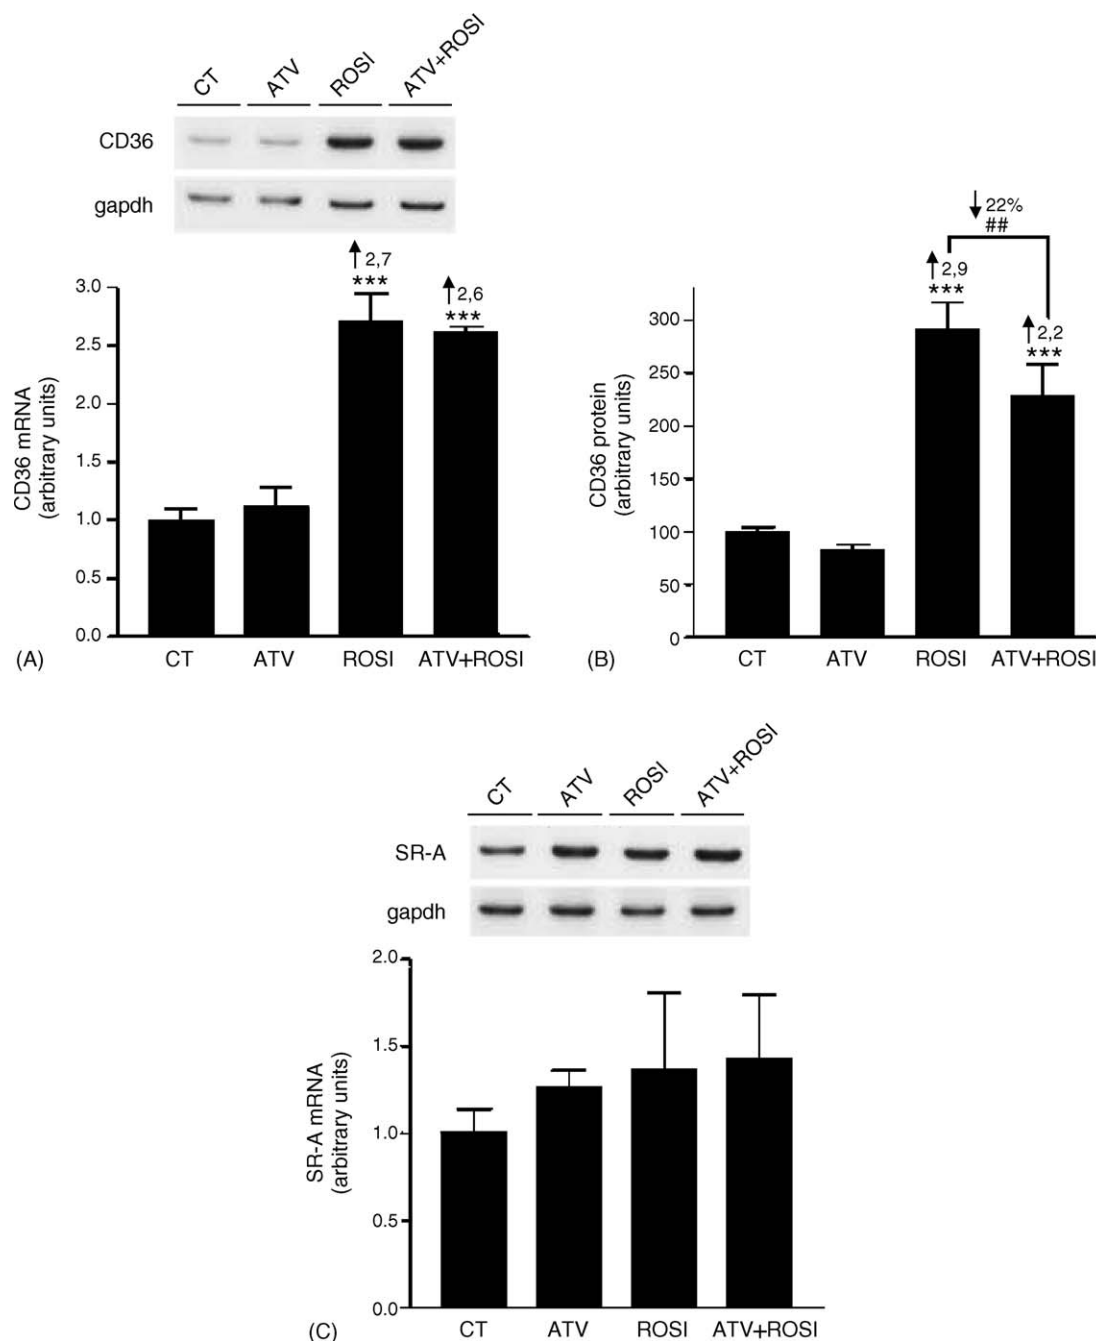 CT ATV ROSI ATV+ROSI
CD36
gapdh
↑2,7
***
↑2,6
***
3.0
2.5
2.0
1.5
1.0
0.5
0.0
CD36 mRNA
(arbitrary units)
CT ATV ROSI ATV+ROSI
(A)
↓22%
##
↑2,9
***
↑2,2
***
300
250
200
150
100
50
0
CD36 protein
(arbitrary units)
CT ATV ROSI ATV+ROSI
(B)
CT ATV ROSI ATV+ROSI
SR-A
gapdh
2.0
1.5
1.0
0.5
0.0
SR-A mRNA
(arbitrary units)
CT ATV ROSI ATV+ROSI
(C)